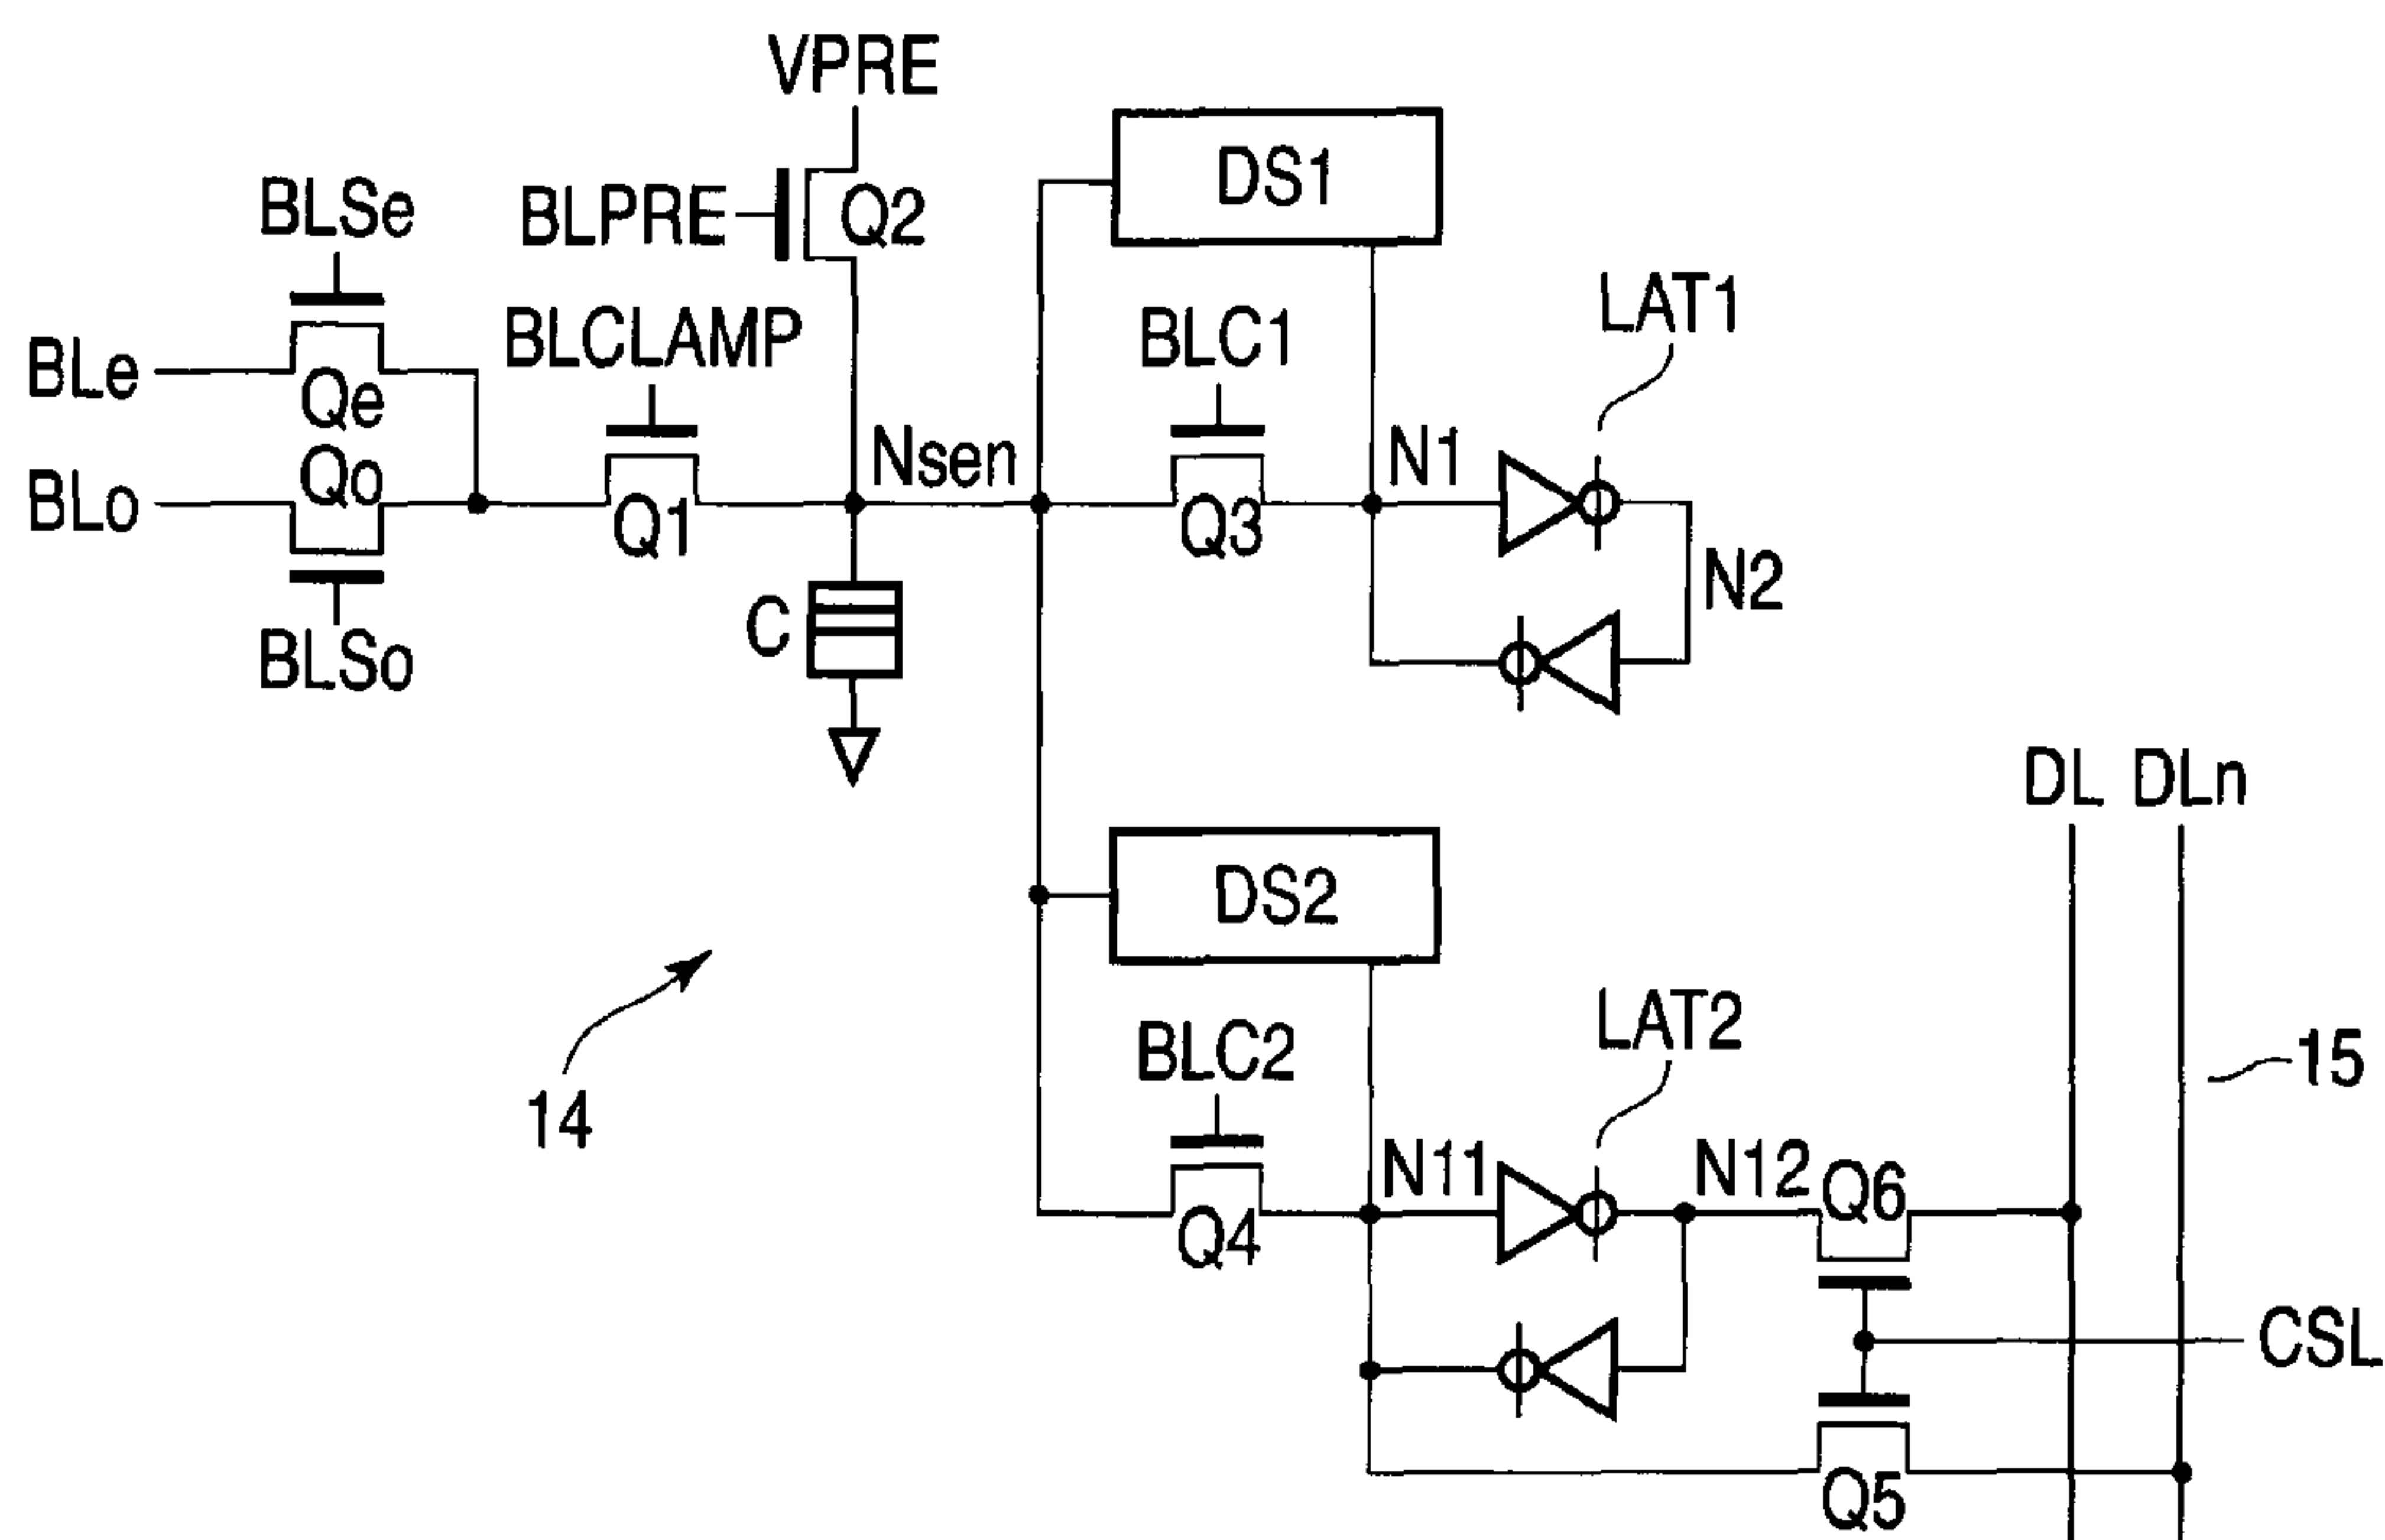 VPRE
DS1
BLSe
BLPRE
Q2
LAT1
BLCLAMP
BLC1
BLe
Qe
Nsen
N1
BLo
Qo
Q1
Q3
N2
C
BLSo
DL
DLn
DS2
LAT2
BLC2
15
14
N11
N12
Q6
Q4
CSL
Q5